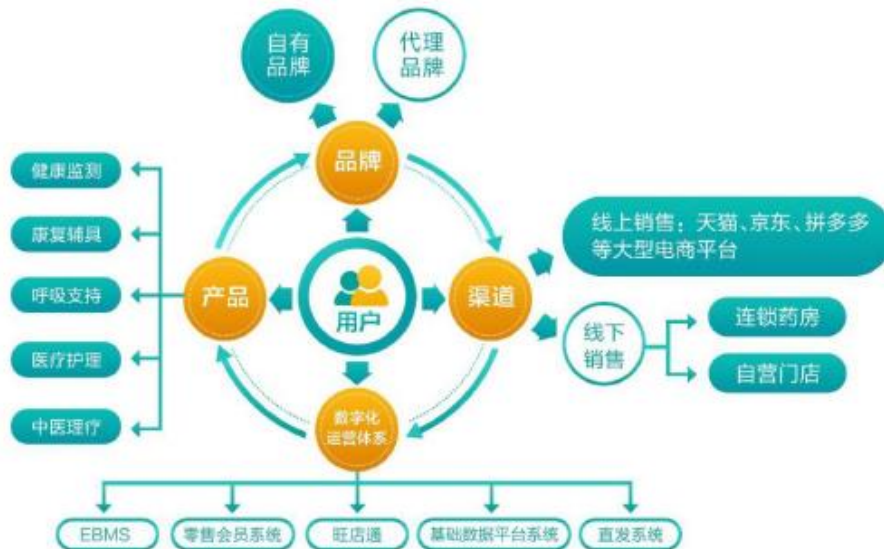 自有
品牌
代理
品牌
品牌
健康监测
康复辅具
呼吸支持
医疗护理
中医理疗
产品
用户
渠道
线上销售：天猫、京东、拼多多
等大型电商平台
线下
销售
连锁药房
自营门店
数字化
运营体系
EBMS
零售会员系统
旺店通
基础数据平台系统
直发系统